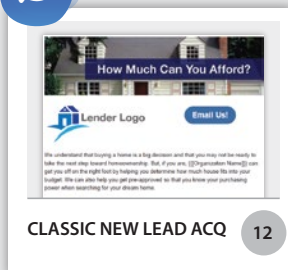 How Much Can You Afford?
Lender Logo
Email Us!
We understand that buying a home is a big decision and that you may not be ready to
take the next step toward homeownership. But, if you are, {{Organization Name}} can
get you off on the right foot by helping you determine how much house fits into your
budget. We can also help you get pre-approved so that you know your purchasing
power when searching for your dream home.
CLASSIC NEW LEAD ACQ
12